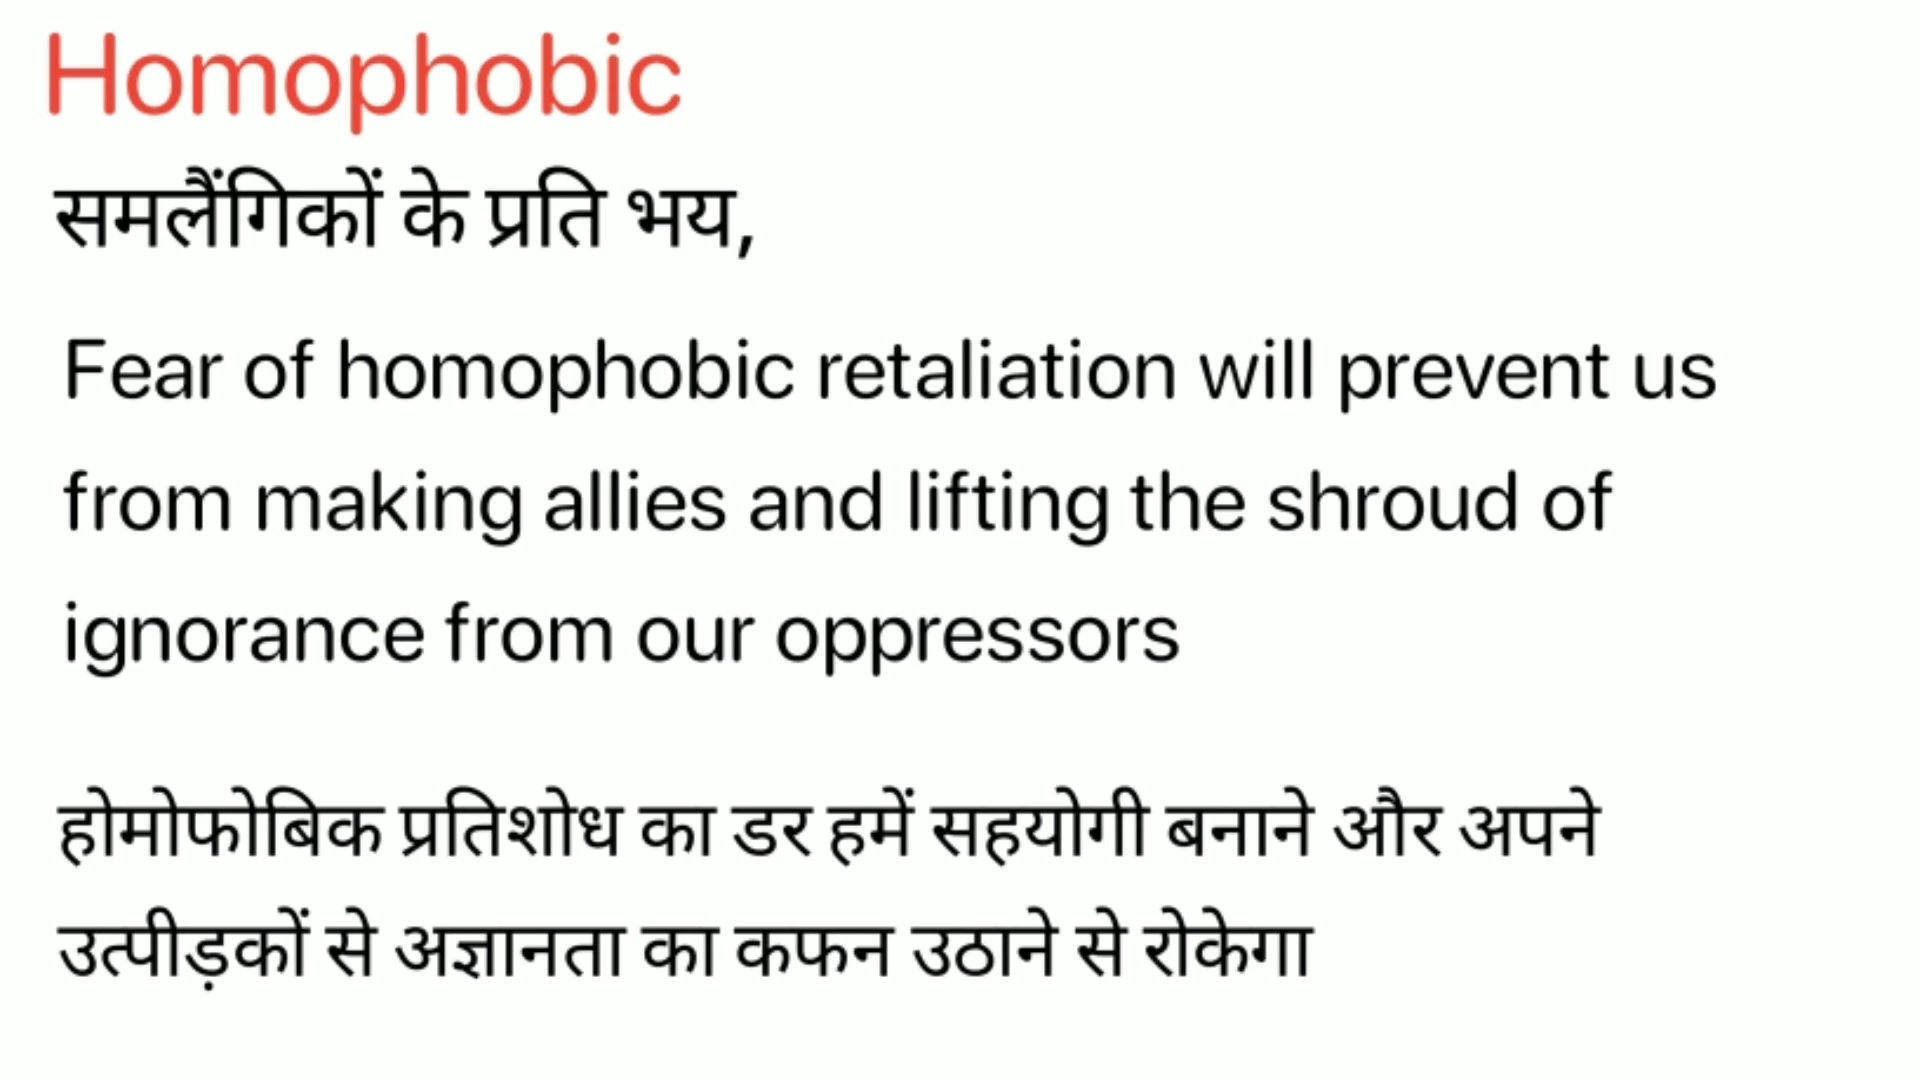 Homophobic
समलैंगिकों के प्रति भय,
Fear of homophobic retaliation will prevent us
from making allies and lifting the shroud of
ignorance from our oppressors
होमोफोबिक प्रतिशोध का डर हमें सहयोगी बनाने और अपने
उत्पीड़कों से अज्ञानता का कफन उठाने से रोकेगा